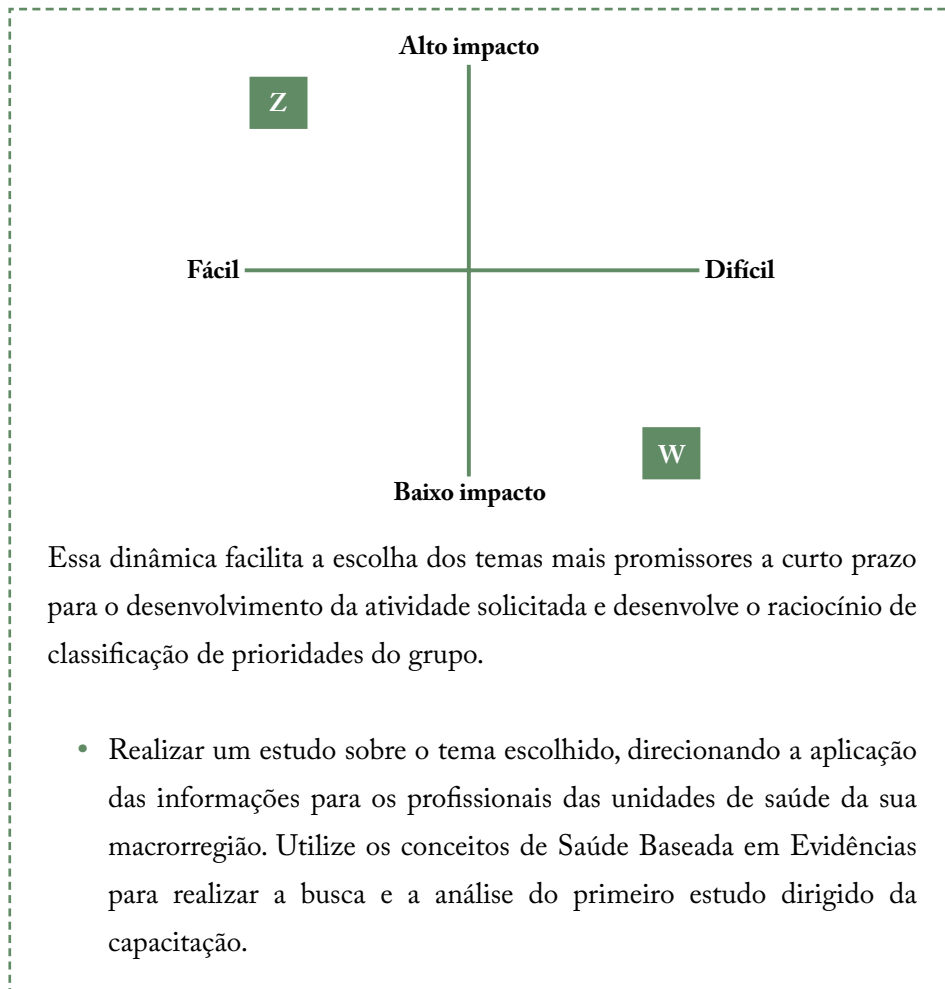 Alto impacto
Z
Fácil
Difícil
W
Baixo impacto
Essa dinâmica facilita a escolha dos temas mais promissores a curto prazo
para o desenvolvimento da atividade solicitada e desenvolve o raciocínio de
classificação de prioridades do grupo.
• Realizar um estudo sobre o tema escolhido, direcionando a aplicação
das informações para os profissionais das unidades de saúde da sua
macrorregião. Utilize os conceitos de Saúde Baseada em Evidências
para realizar a busca e a análise do primeiro estudo dirigido da
capacitação.